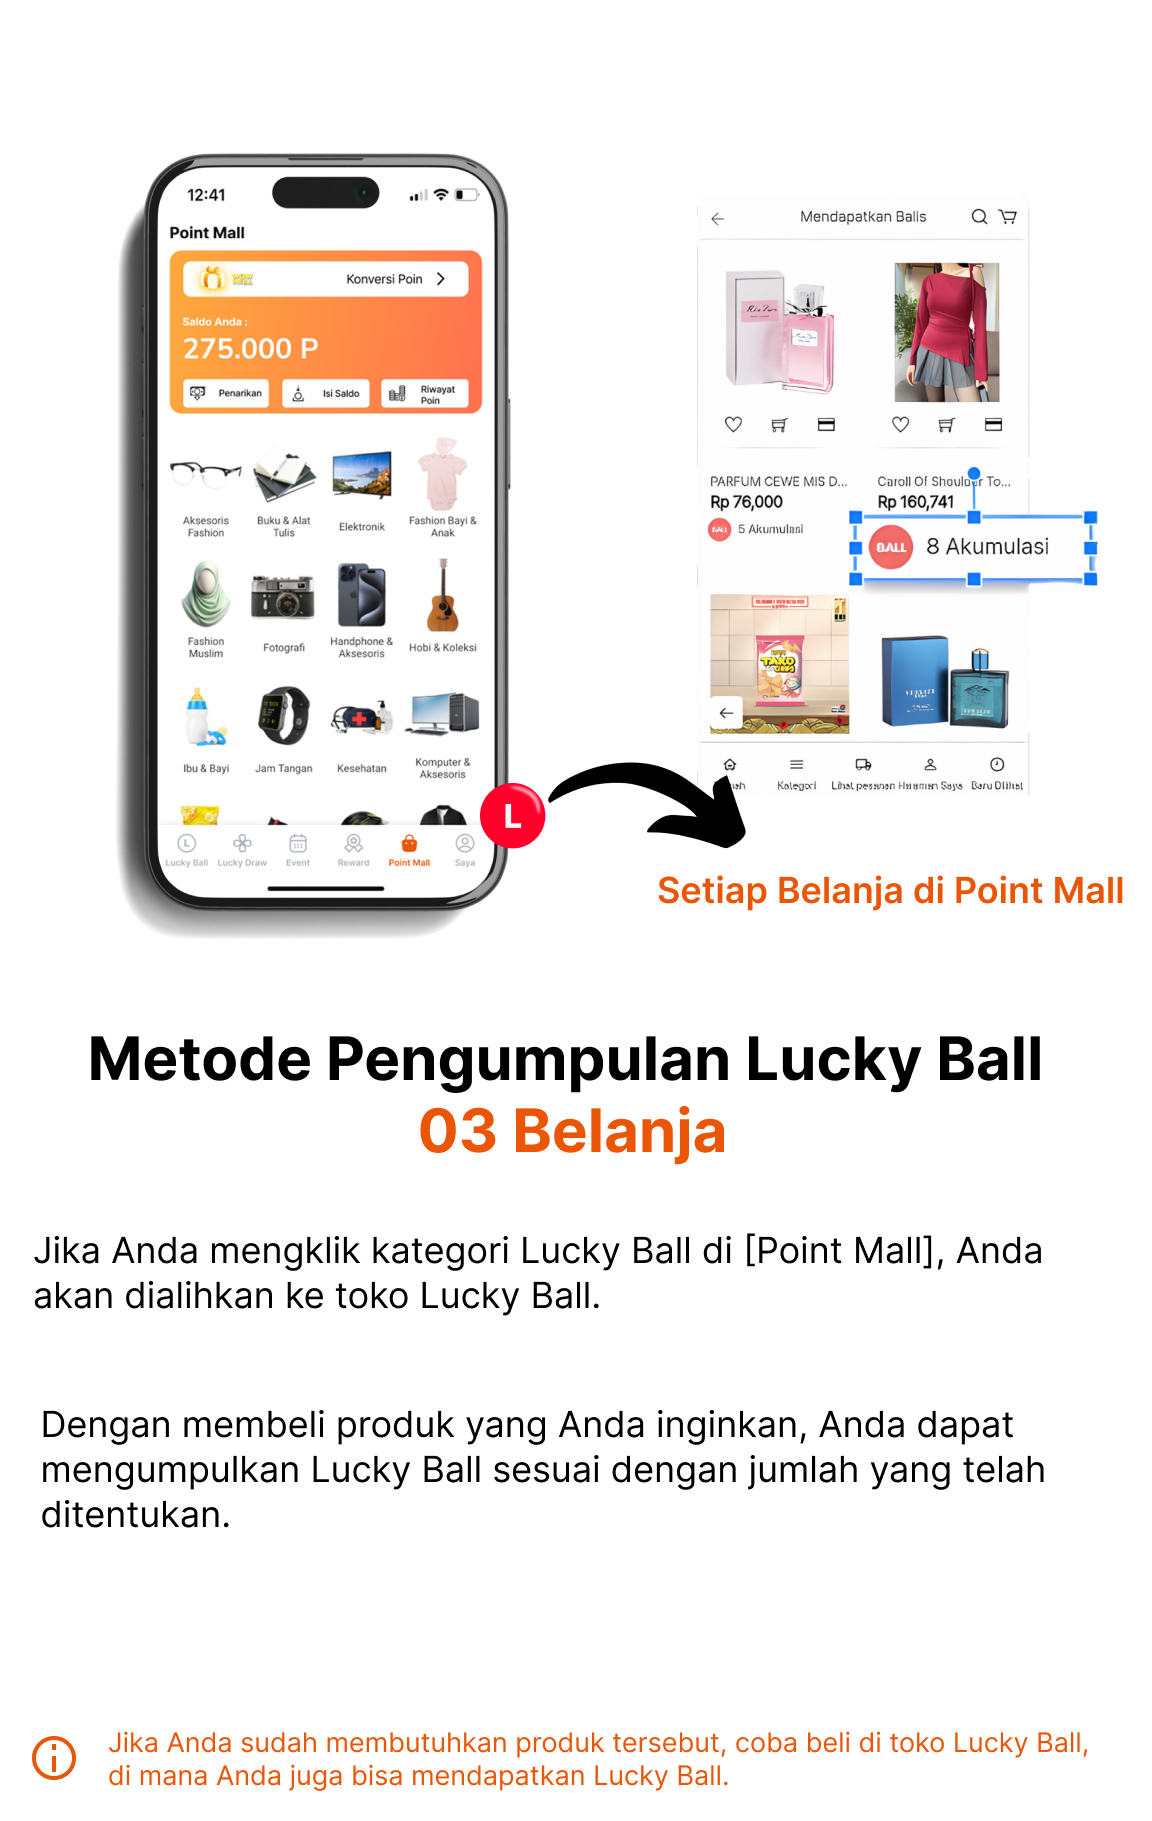 12:41
Point Mall
Konversi Poin
Saldo Anda :
275.000 P
Penarikan
Isi Saldo
Riwayat
Poin
Aksesoris
Fashion
Buku & Alat
Tulis
Elektronik
Fashion Bayi &
Anak
Fashion
Muslim
Fotografi
Handphone &
Aksesoris
Hobi & Koleksi
Ibu & Bayi
Jam Tangan
Kesehatan
Komputer &
Aksesoris
Lucky Ball
Lucky Draw
Event
Reward
Point Mall
Saya
L
Mendapatkan Balls
PARFUM CEWE MIS D...
Rp 76,000
BALL 5 Akumulasi
Caroll Of Shoulder To...
Rp 160,741
BALL 8 Akumulasi
TAKO
Kategori
Lihat pesanan
Halaman Saya
Baru Dilihat
Setiap Belanja di Point Mall
Metode Pengumpulan Lucky Ball
03 Belanja
Jika Anda mengklik kategori Lucky Ball di [Point Mall], Anda
akan dialihkan ke toko Lucky Ball.
Dengan membeli produk yang Anda inginkan, Anda dapat
mengumpulkan Lucky Ball sesuai dengan jumlah yang telah
ditentukan.
Jika Anda sudah membutuhkan produk tersebut, coba beli di toko Lucky Ball,
di mana Anda juga bisa mendapatkan Lucky Ball.